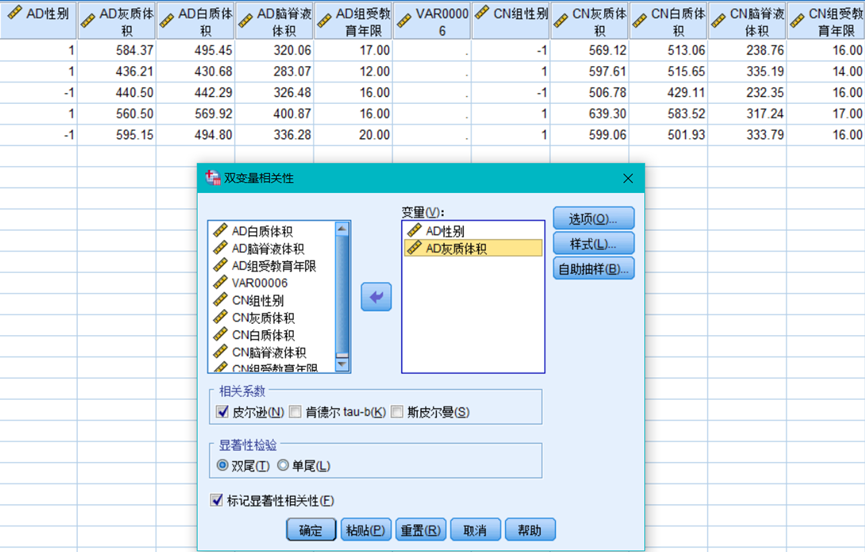 AD性别 AD灰质体积 AD白质体积 AD脑脊液体积 AD组受教育年限 VAR00006 CN组性别 CN灰质体积 CN白质体积 CN脑脊液体积 CN组受教育年限
1 584.37 495.45 320.06 17.00 . -1 569.12 513.06 238.76 16.00
1 436.21 430.68 283.07 12.00 . 1 597.61 515.65 335.19 14.00
-1 440.50 442.29 326.48 16.00 . -1 506.78 429.11 232.35 16.00
1 560.50 569.92 400.87 16.00 . 1 639.30 583.52 317.24 17.00
-1 595.15 494.80 336.28 20.00 . 1 599.06 501.93 333.79 17.00
双变量相关性
变量(V):
AD白质体积
AD脑脊液体积
AD组受教育年限
VAR00006
CN组性别
CN灰质体积
CN白质体积
CN脑脊液体积
CN组受教育年限
AD性别
AD灰质体积
选项(O)...
样式(L)...
自助抽样(B)...
相关系数
皮尔逊(N) 肯德尔 tau-b(K) 斯皮尔曼(S)
显著性检验
双尾(T) 单尾(L)
标记显著性相关性(F)
确定 粘贴(P) 重置(R) 取消 帮助